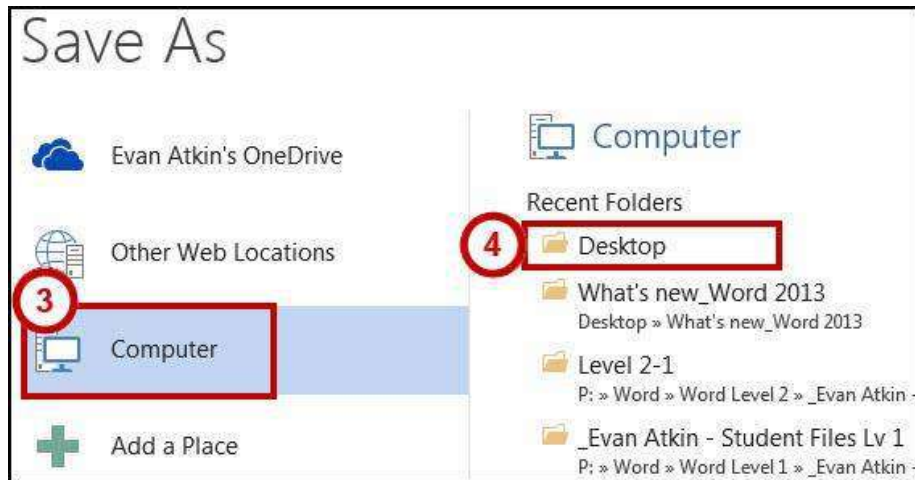 Save As
Evan Atkin's OneDrive
Other Web Locations
3
Computer
Add a Place
Computer
Recent Folders
4
Desktop
What's new_Word 2013
Desktop » What's new_Word 2013
Level 2-1
P: » Word » Word Level 2 » _Evan Atkin -
_Evan Atkin - Student Files Lv 1
P: » Word » Word Level 1 » _Evan Atkin -